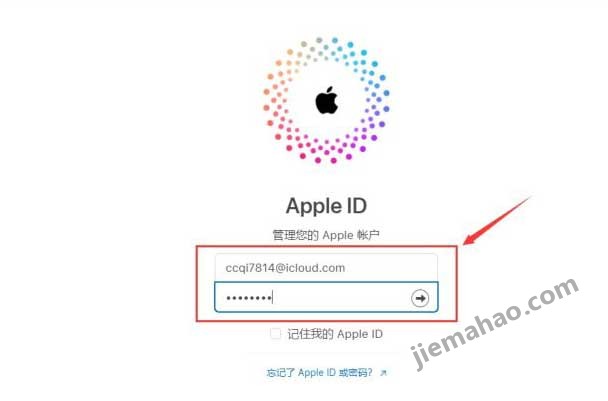 Apple ID
管理您的 Apple 帐户
ccqi7814@icloud.com
••••••••
记住我的 Apple ID
忘记了 Apple ID 或密码? ↗
jiemahao.com